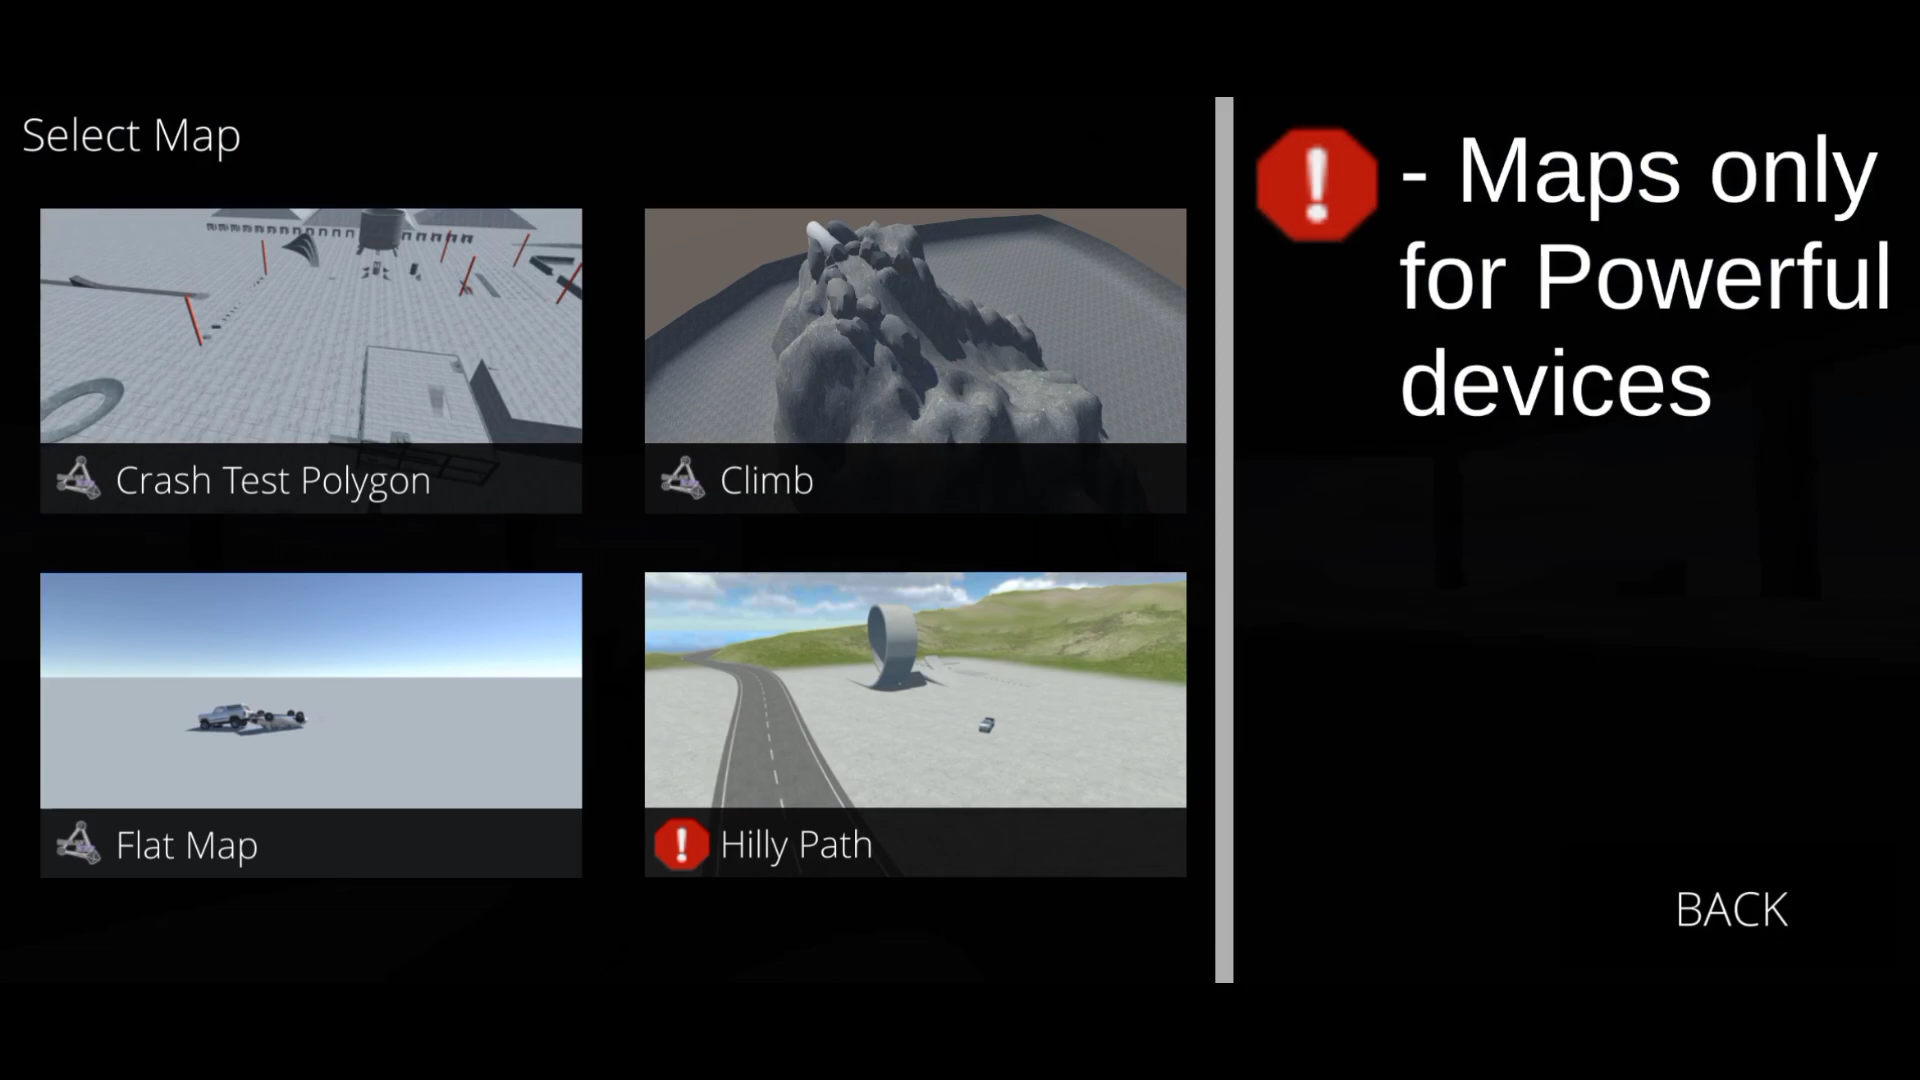 Select Map
Crash Test Polygon
Climb
Flat Map
Hilly Path
- Maps only
for Powerful
devices
BACK